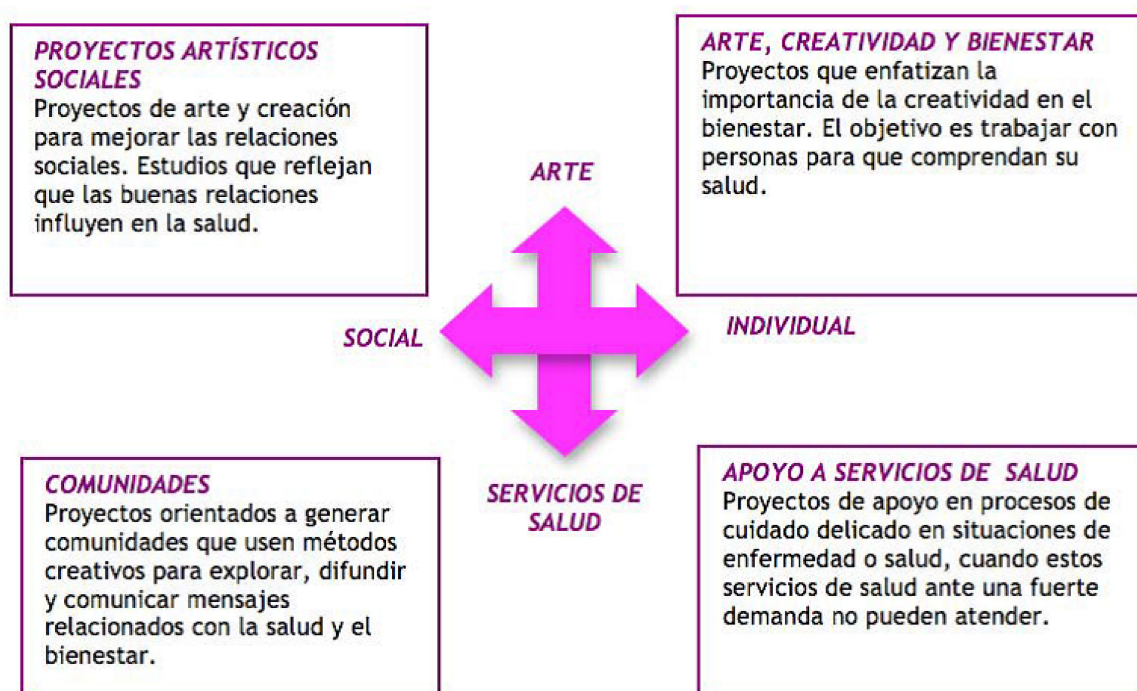 PROYECTOS ARTÍSTICOS
SOCIALES
Proyectos de arte y creación
para mejorar las relaciones
sociales. Estudios que reflejan
que las buenas relaciones
influyen en la salud.
ARTE, CREATIVIDAD Y BIENESTAR
Proyectos que enfatizan la
importancia de la creatividad en el
bienestar. El objetivo es trabajar con
personas para que comprendan su
salud.
ARTE
SOCIAL
INDIVIDUAL
SERVICIOS DE
SALUD
COMUNIDADES
Proyectos orientados a generar
comunidades que usen métodos
creativos para explorar, difundir
y comunicar mensajes
relacionados con la salud y el
bienestar.
APOYO A SERVICIOS DE SALUD
Proyectos de apoyo en procesos de
cuidado delicado en situaciones de
enfermedad o salud, cuando estos
servicios de salud ante una fuerte
demanda no pueden atender.